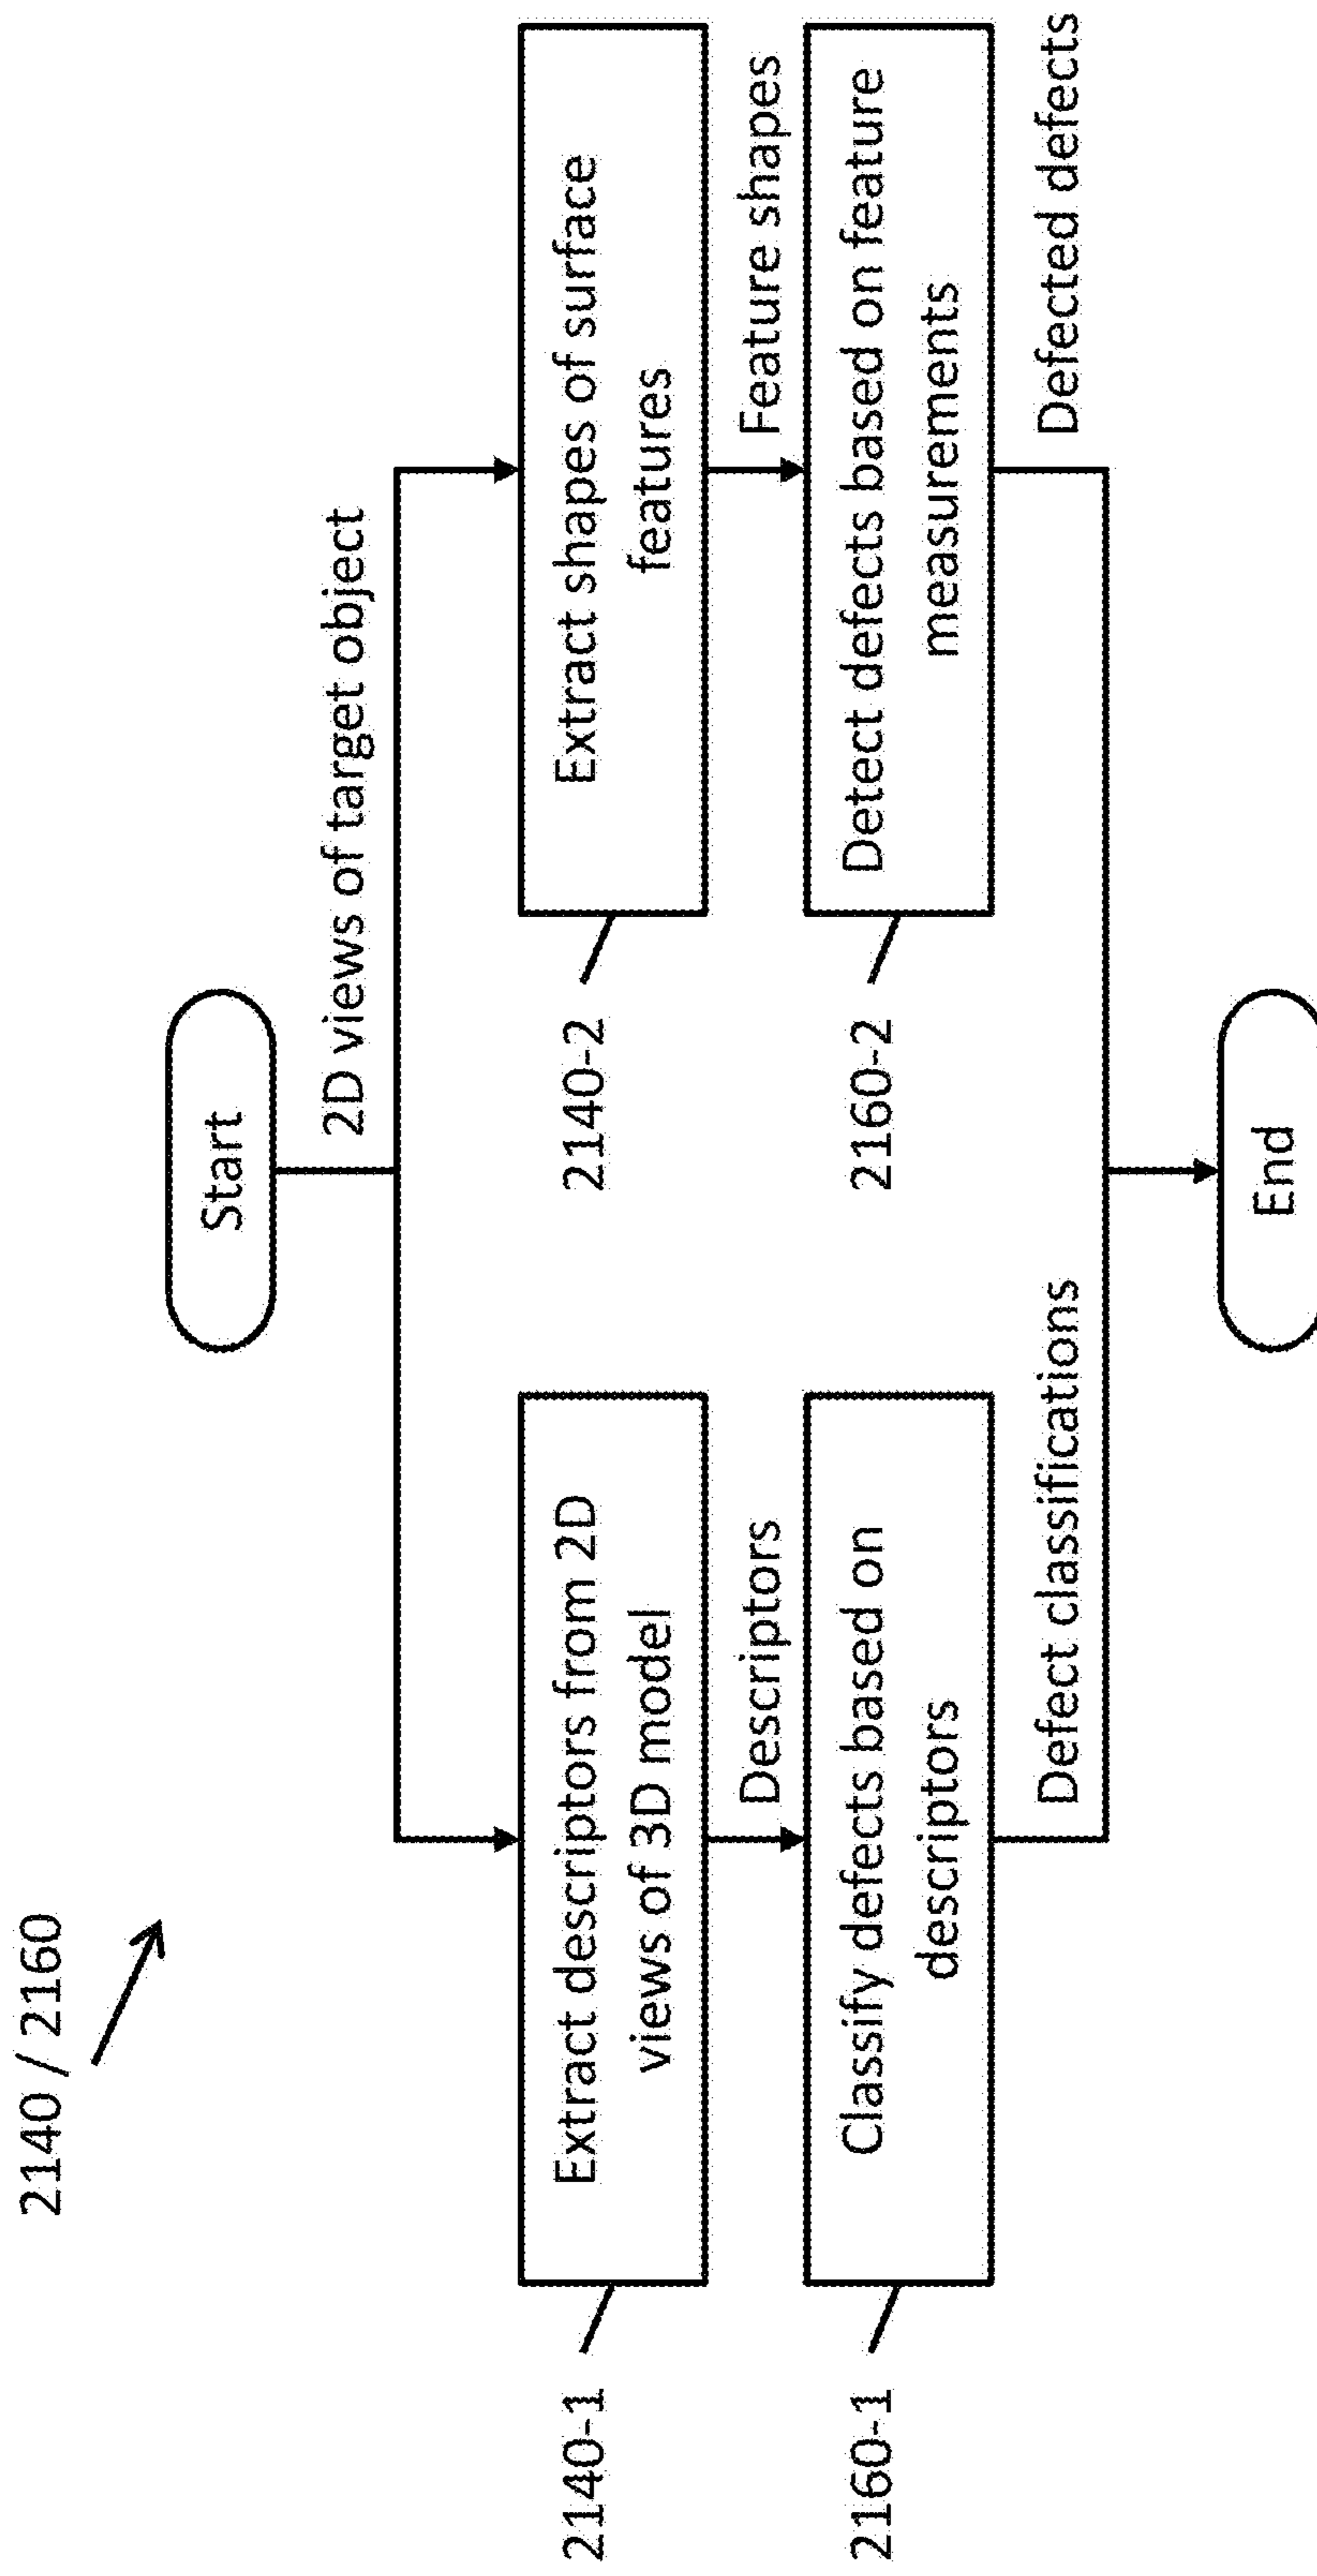 2140 / 2160
Start
2D views of target object
2140-1
Extract descriptors from 2D
views of 3D model
2140-2
Extract shapes of surface
features
Descriptors
Feature shapes
2160-1
Classify defects based on
descriptors
2160-2
Detect defects based on feature
measurements
Defect classifications
Defected defects
End